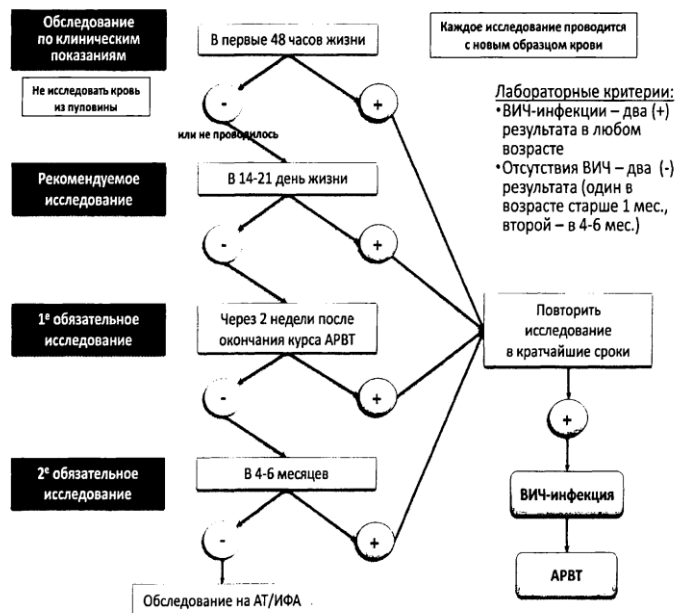 Обследование
по клиническим
показаниям
В первые 48 часов жизни
Каждое исследование проводится
с новым образцом крови
Не исследовать кровь
из пуповины
-
+
или не проводилось
Лабораторные критерии:
•ВИЧ-инфекции – два (+)
результата в любом
возрасте
•Отсутствия ВИЧ – два (-)
результата (один в
возрасте старше 1 мес.,
второй – в 4-6 мес.)
Рекомендуемое
исследование
В 14-21 день жизни
-
+
1е обязательное
исследование
Через 2 недели после
окончания курса АРВТ
Повторить
исследование
в кратчайшие сроки
-
+
+
2е обязательное
исследование
В 4-6 месяцев
ВИЧ-инфекция
-
+
АРВТ
Обследование на АТ/ИФА